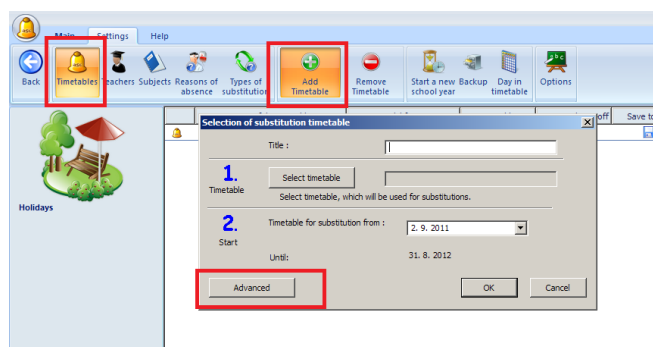 Main Settings Help
Back Timetables Teachers Subjects Reasons of absence Types of substitution Add Timetable Remove Timetable Start a new school year Backup Day in timetable Options
off Save to
Selection of substitution timetable
Title :
1.
Timetable
Select timetable
Select timetable, which will be used for substitutions.
Holidays
2.
Start
Timetable for substitution from :
2. 9. 2011
Until:
31. 8. 2012
Advanced
OK
Cancel